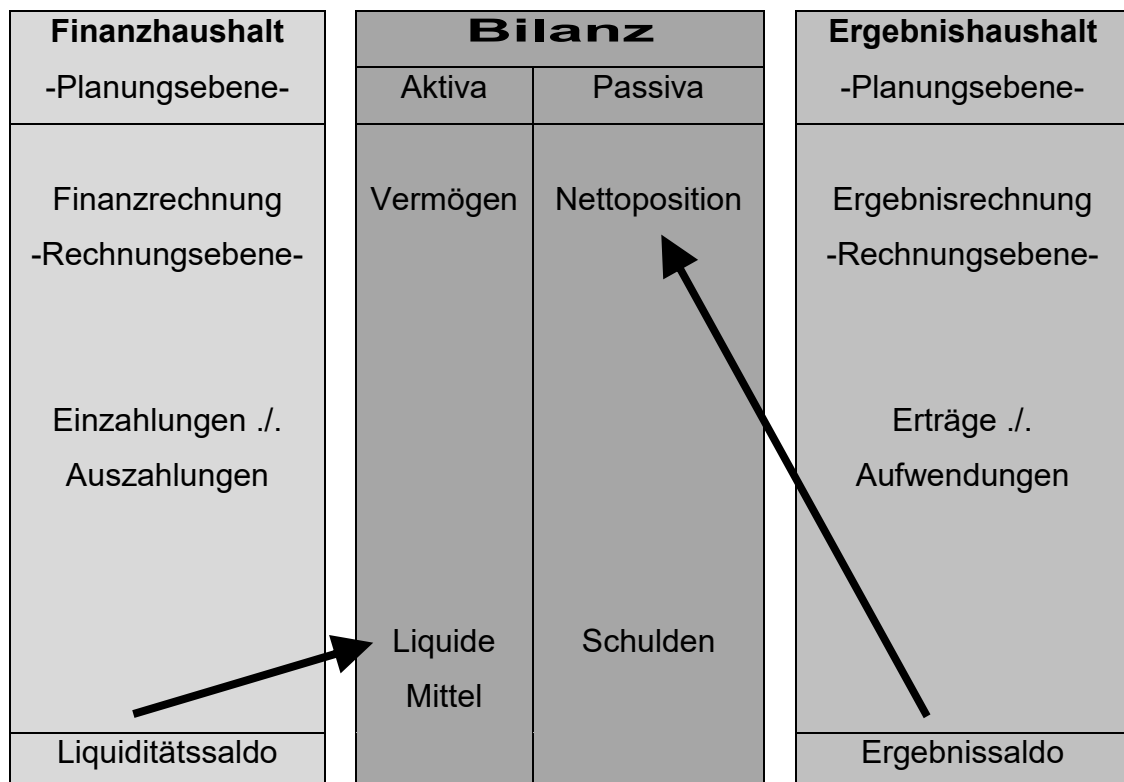 Finanzhaushalt
-Planungsebene-
Finanzrechnung
-Rechnungsebene-
Einzahlungen ./.
Auszahlungen
Liquiditätssaldo
Bilanz
Aktiva
Vermögen
Liquide
Mittel
Passiva
Nettoposition
Schulden
Ergebnishaushalt
-Planungsebene-
Ergebnisrechnung
-Rechnungsebene-
Erträge ./.
Aufwendungen
Ergebnissaldo